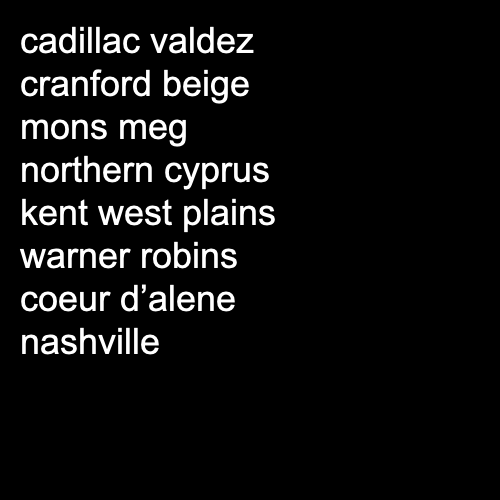 cadillac valdez
cranford beige
mons meg
northern cyprus
kent west plains
warner robins
coeur d’alene
nashville